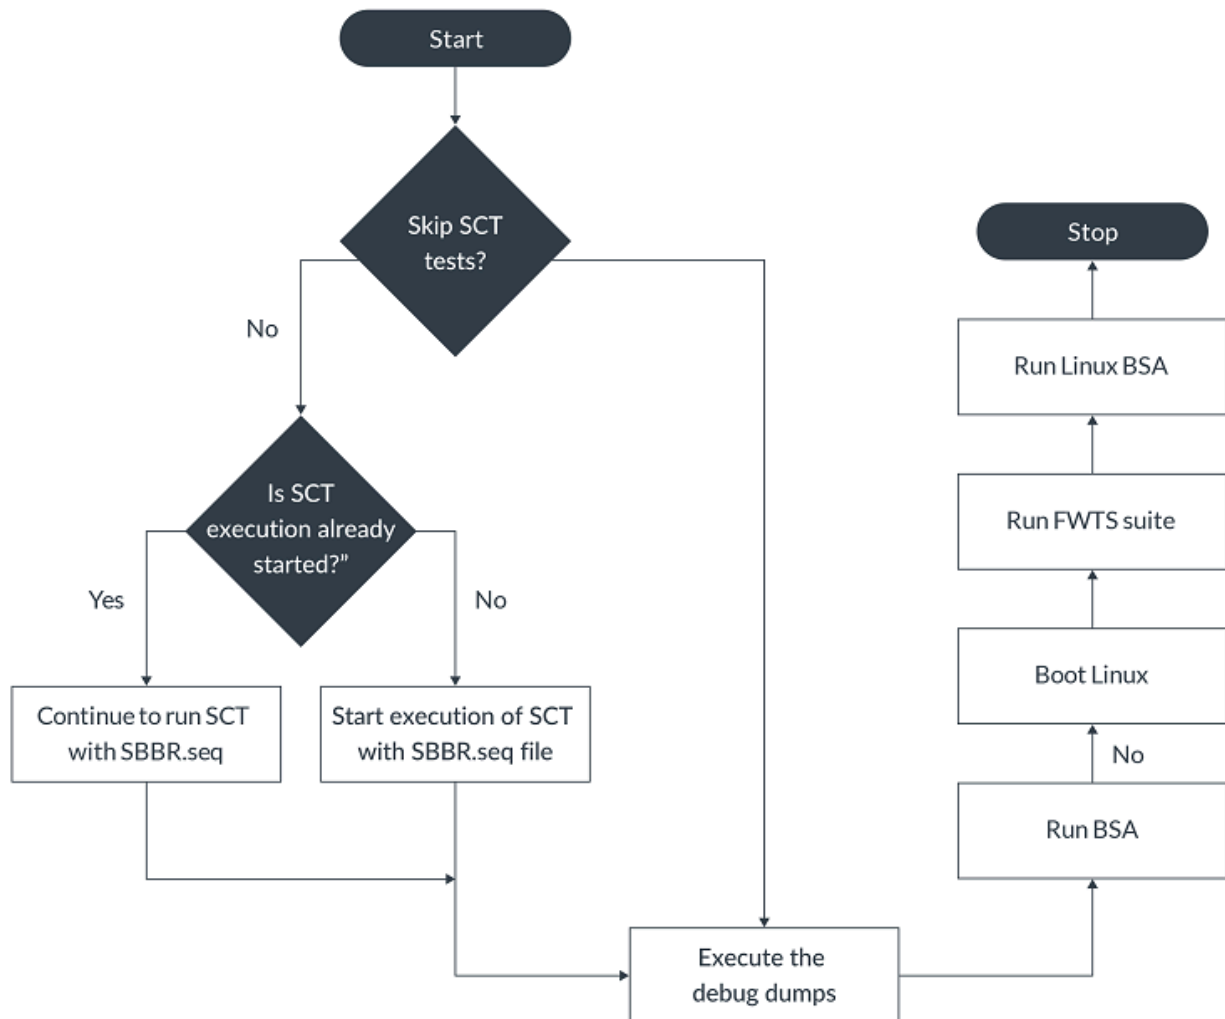 Start
Skip SCT
tests?
No
Is SCT
execution already
started?”
Yes
No
Continue to run SCT
with SBBR.seq
Start execution of SCT
with SBBR.seq file
Execute the
debug dumps
Run BSA
No
Boot Linux
Run FWTS suite
Run Linux BSA
Stop